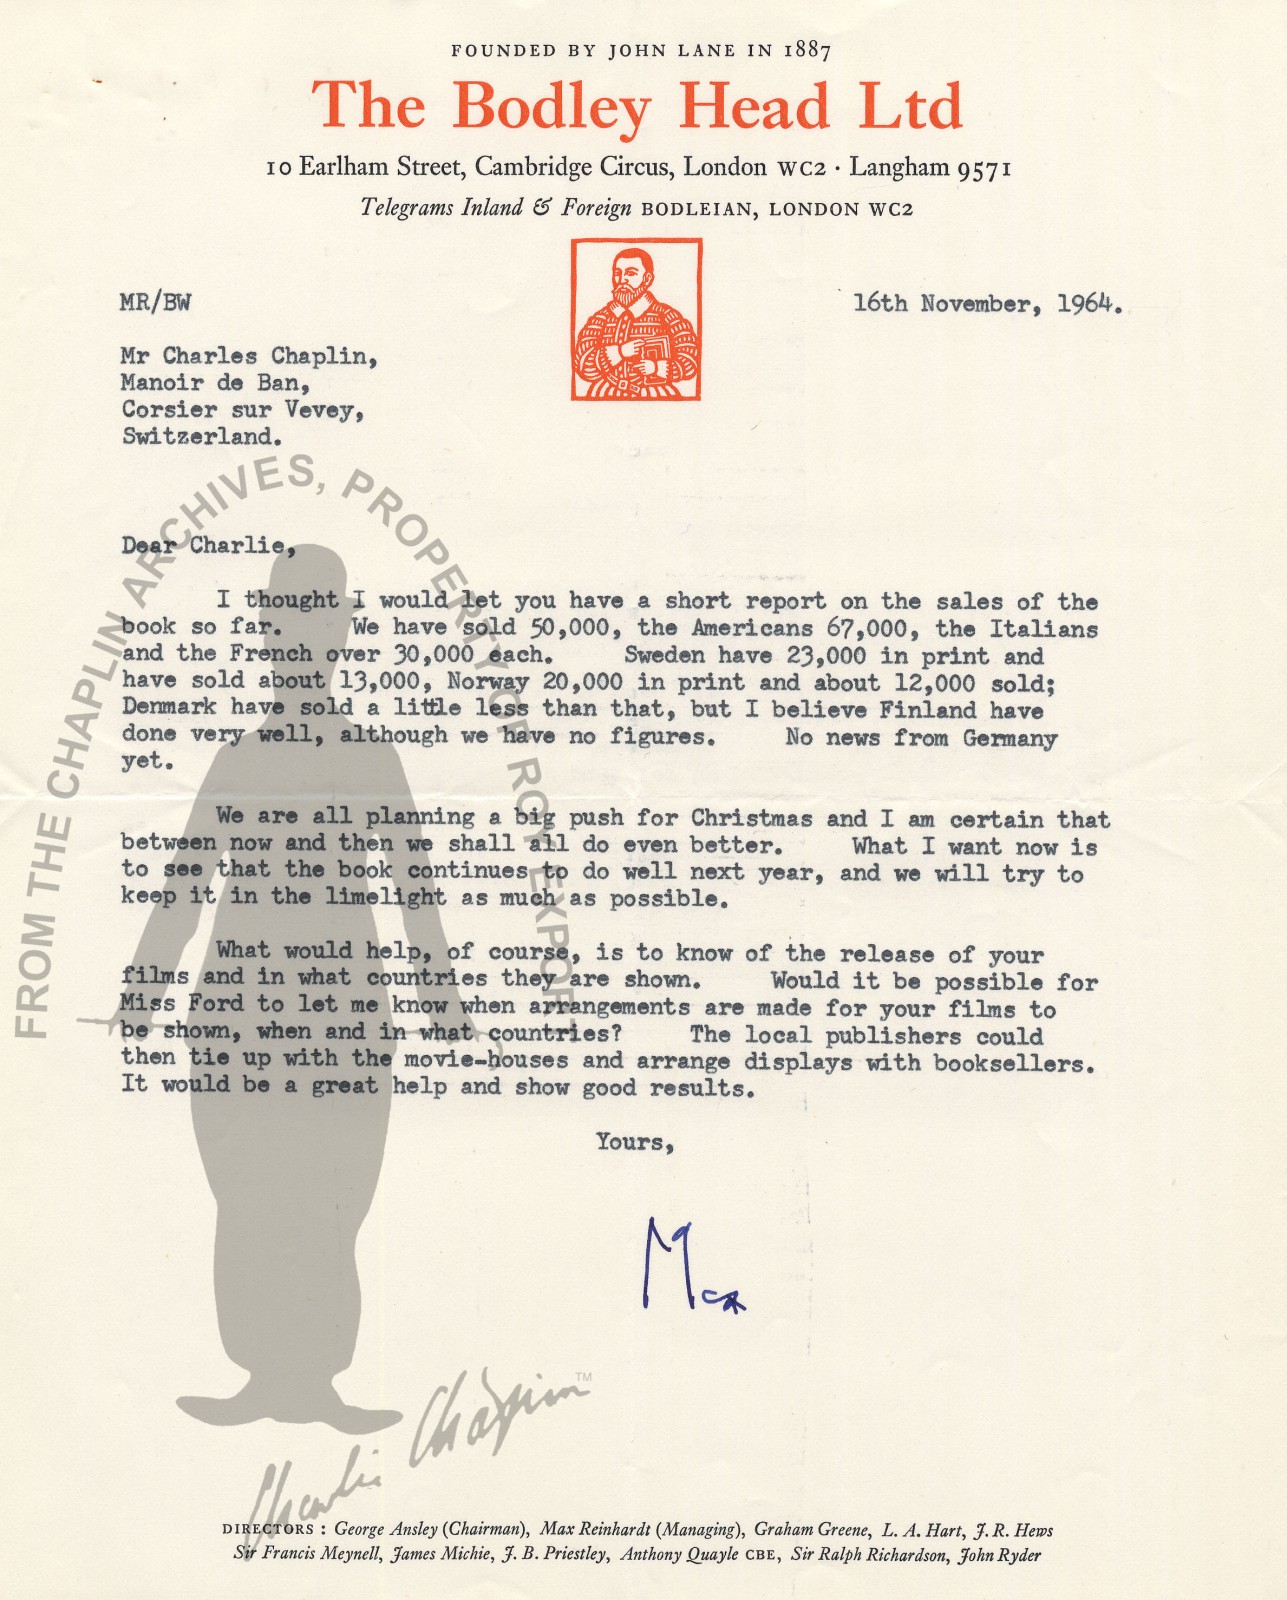 FOUNDED BY JOHN LANE IN 1887
The Bodley Head Ltd
10 Earlham Street, Cambridge Circus, London WC2 · Langham 9571
Telegrams Inland & Foreign BODLEIAN, LONDON WC2
MR/BW
16th November, 1964.
Mr Charles Chaplin,
Manoir de Ban,
Corsier sur Vevey,
Switzerland.
Dear Charlie,
I thought I would let you have a short report on the sales of the
book so far. We have sold 50,000, the Americans 67,000, the Italians
and the French over 30,000 each. Sweden have 23,000 in print and
have sold about 13,000, Norway 20,000 in print and about 12,000 sold;
Denmark have sold a little less than that, but I believe Finland have
done very well, although we have no figures. No news from Germany
yet.
We are all planning a big push for Christmas and I am certain that
between now and then we shall all do even better. What I want now is
to see that the book continues to do well next year, and we will try to
keep it in the limelight as much as possible.
What would help, of course, is to know of the release of your
films and in what countries they are shown. Would it be possible for
Miss Ford to let me know when arrangements are made for your films to
be shown, when and in what countries? The local publishers could
then tie up with the movie-houses and arrange displays with booksellers.
It would be a great help and show good results.
Yours,
Max
FROM THE CHAPLIN ARCHIVES, PROPERTY OF ROY EXPORT
Charlie Chaplin TM
DIRECTORS : George Ansley (Chairman), Max Reinhardt (Managing), Graham Greene, L. A. Hart, J. R. Hews
Sir Francis Meynell, James Michie, J. B. Priestley, Anthony Quayle CBE, Sir Ralph Richardson, John Ryder